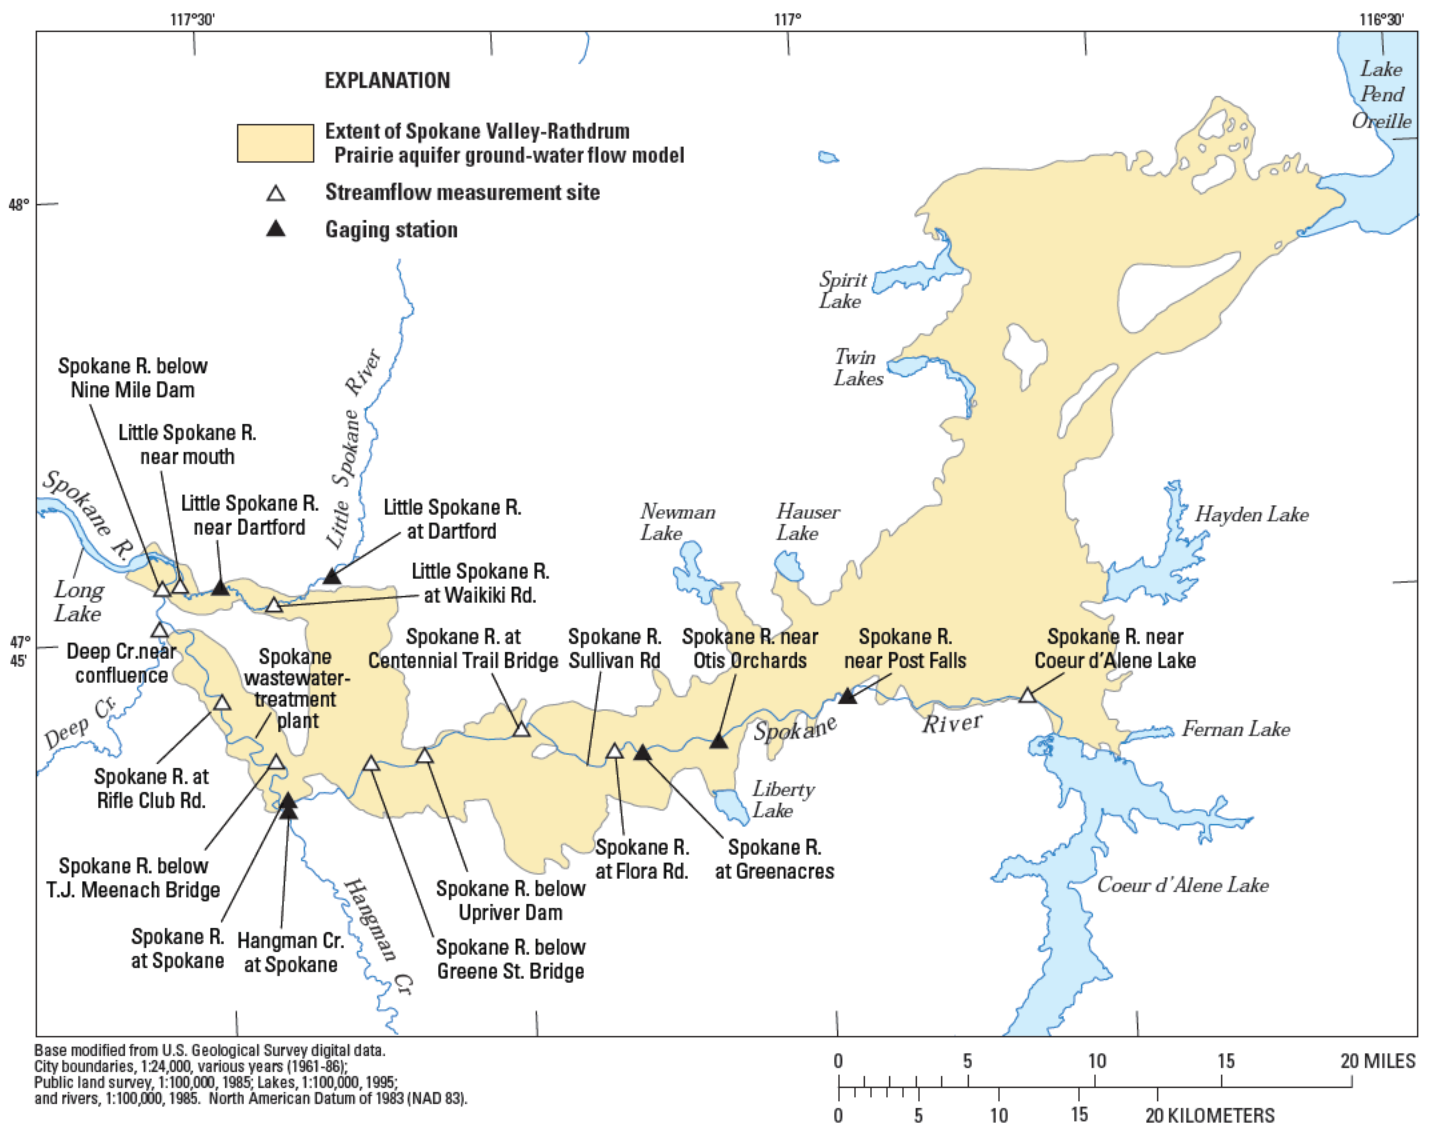 117°30'
117°
116°30'
EXPLANATION
Extent of Spokane Valley-Rathdrum
Prairie aquifer ground-water flow model
Streamflow measurement site
Gaging station
Lake
Pend
Oreille
48°
Spirit
Lake
Twin
Lakes
Little Spokane River
Spokane R. below
Nine Mile Dam
Little Spokane R.
near mouth
Little Spokane R.
near Dartford
Little Spokane R.
at Dartford
Little Spokane R.
at Waikiki Rd.
Spokane R.
Long
Lake
Newman
Lake
Hauser
Lake
Hayden Lake
47°
45'
Deep Cr.near
confluence
Spokane
wastewater-
treatment
plant
Spokane R. at
Centennial Trail Bridge
Spokane R.
Sullivan Rd
Spokane R. near
Otis Orchards
Spokane R.
near Post Falls
Spokane R. near
Coeur d'Alene Lake
Deep Cr.
Spokane
River
Fernan Lake
Spokane R. at
Rifle Club Rd.
Liberty
Lake
Spokane R. below
T.J. Meenach Bridge
Spokane R.
at Flora Rd.
Spokane R.
at Greenacres
Coeur d'Alene Lake
Spokane R. below
Upriver Dam
Hangman Cr
Spokane R.
at Spokane
Hangman Cr.
at Spokane
Spokane R. below
Greene St. Bridge
Base modified from U.S. Geological Survey digital data.
City boundaries, 1:24,000, various years (1961-86);
Public land survey, 1:100,000, 1985; Lakes, 1:100,000, 1995;
and rivers, 1:100,000, 1985. North American Datum of 1983 (NAD 83).
0 5 10 15 20 MILES
0 5 10 15 20 KILOMETERS